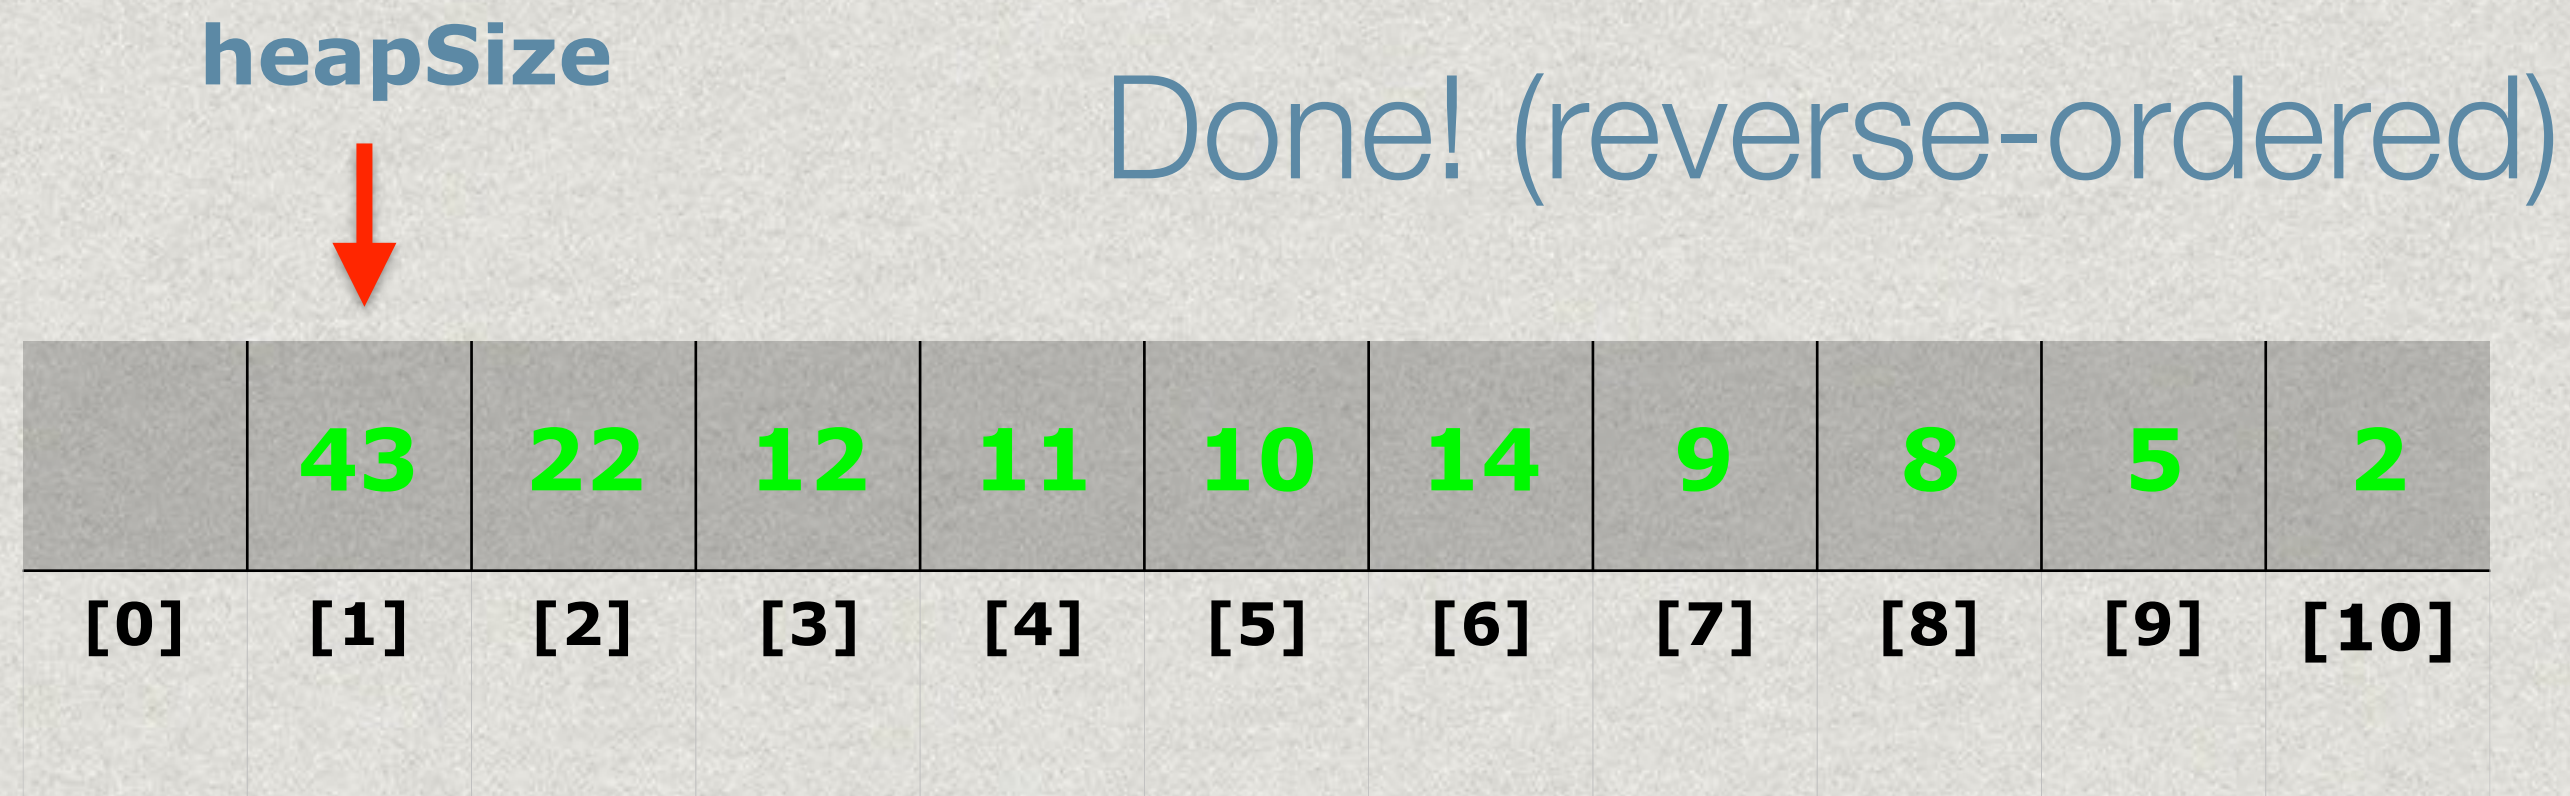 heapSize
Done! (reverse-ordered)
43 22 12 11 10 14 9 8 5 2
[0] [1] [2] [3] [4] [5] [6] [7] [8] [9] [10]